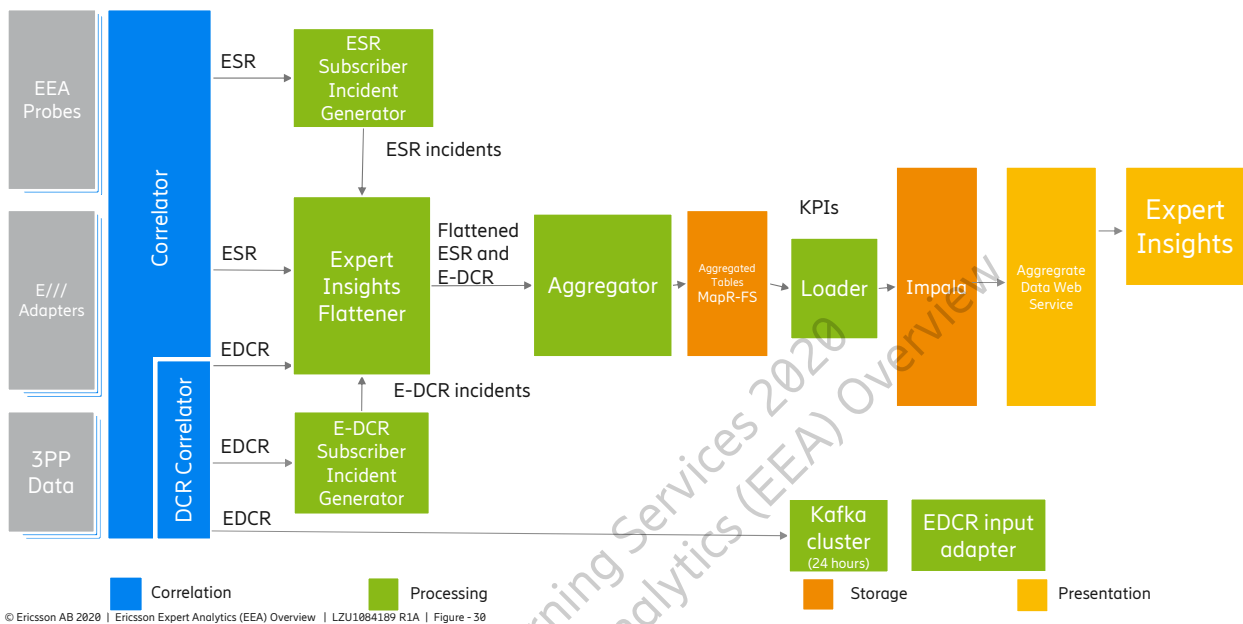 EEA
Probes
E///
Adapters
3PP
Data
Correlator
DCR Correlator
ESR
ESR
EDCR
EDCR
EDCR
ESR
Subscriber
Incident
Generator
ESR incidents
Expert
Insights
Flattener
E-DCR incidents
E-DCR
Subscriber
Incident
Generator
Flattened
ESR and
E-DCR
Aggregator
Aggregated
Tables
MapR-FS
KPIs
Loader
Impala
Aggregrate
Data Web
Service
Expert
Insights
Kafka
cluster
(24 hours)
EDCR input
adapter
rning Services 2020
nalytics (EEA) Overview
Correlation
Processing
Storage
Presentation
© Ericsson AB 2020 | Ericsson Expert Analytics (EEA) Overview | LZU1084189 R1A | Figure - 30